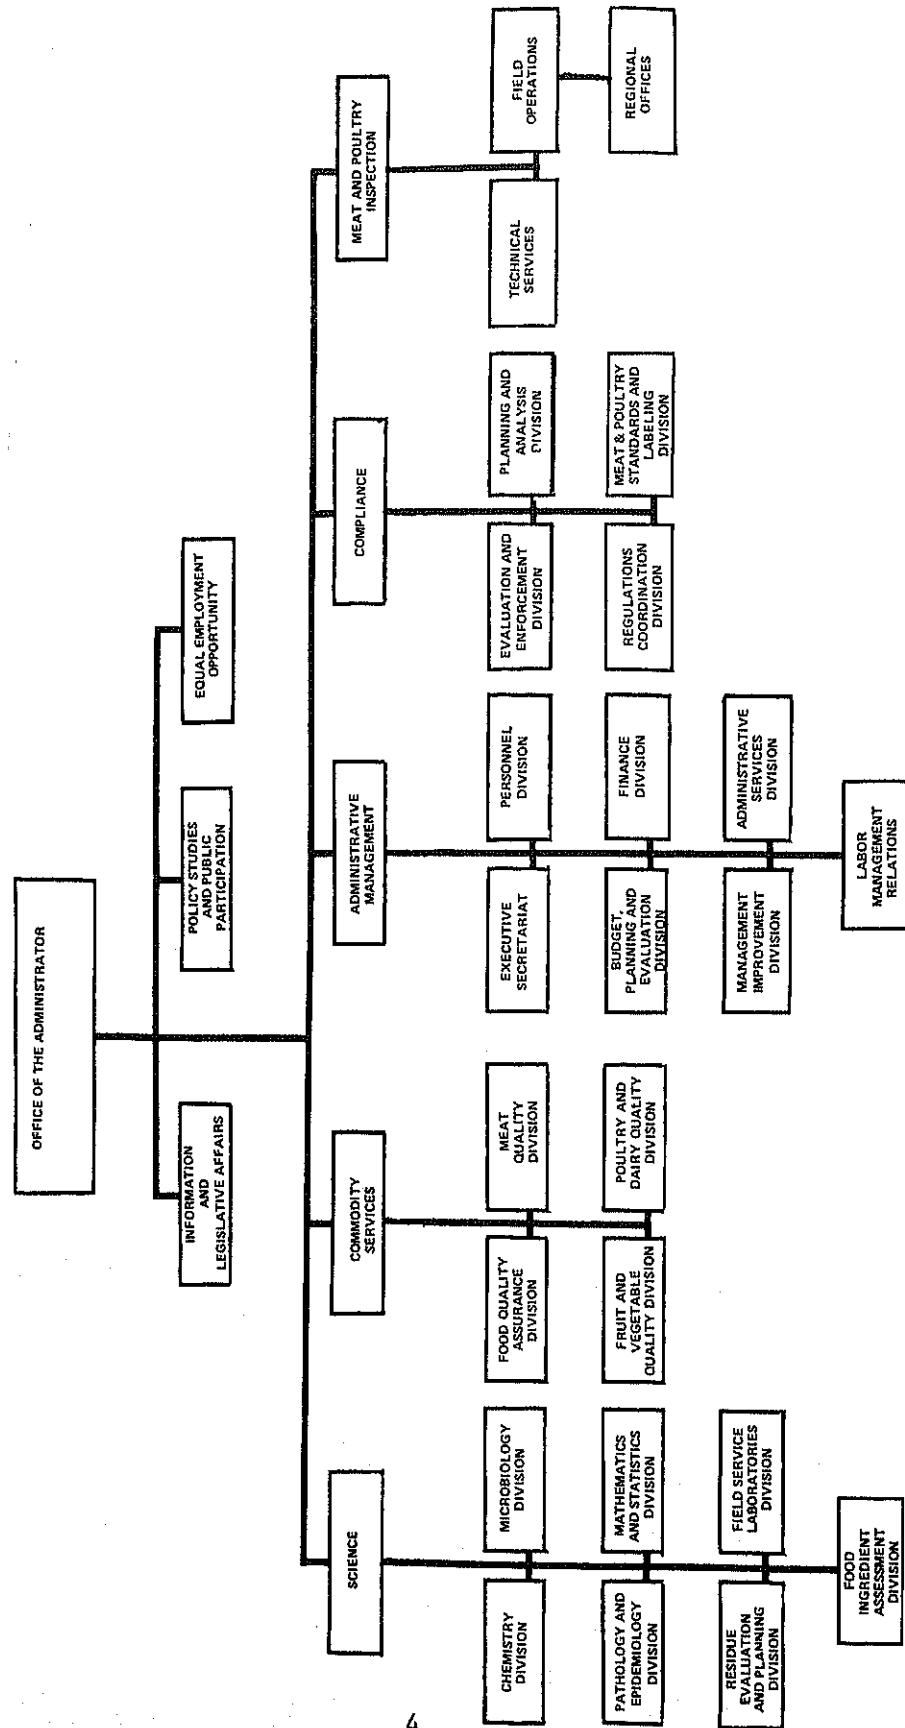 OFFICE OF THE ADMINISTRATOR
INFORMATION
AND
LEGISLATIVE AFFAIRS
POLICY STUDIES
AND PUBLIC
PARTICIPATION
EQUAL EMPLOYMENT
OPPORTUNITY
SCIENCE
COMMODITY
SERVICES
ADMINISTRATIVE
MANAGEMENT
COMPLIANCE
MEAT AND POULTRY
INSPECTION
CHEMISTRY
DIVISION
MICROBIOLOGY
DIVISION
PATHOLOGY AND
EPIDEMIOLOGY
DIVISION
MATHEMATICS
AND STATISTICS
DIVISION
RESIDUE
EVALUATION
AND PLANNING
DIVISION
FIELD SERVICE
LABORATORIES
DIVISION
FOOD
INGREDIENT
ASSESSMENT
DIVISION
FOOD QUALITY
ASSURANCE
DIVISION
MEAT
QUALITY
DIVISION
FRUIT AND
VEGETABLE
QUALITY DIVISION
POULTRY AND
DAIRY QUALITY
DIVISION
EXECUTIVE
SECRETARIAT
PERSONNEL
DIVISION
BUDGET,
PLANNING AND
EVALUATION
DIVISION
FINANCE
DIVISION
MANAGEMENT
IMPROVEMENT
DIVISION
ADMINISTRATIVE
SERVICES
DIVISION
LABOR
MANAGEMENT
RELATIONS
EVALUATION AND
ENFORCEMENT
DIVISION
PLANNING AND
ANALYSIS
DIVISION
REGULATIONS
COORDINATION
DIVISION
MEAT & POULTRY
STANDARDS AND
LABELING
DIVISION
TECHNICAL
SERVICES
FIELD
OPERATIONS
REGIONAL
OFFICES
4